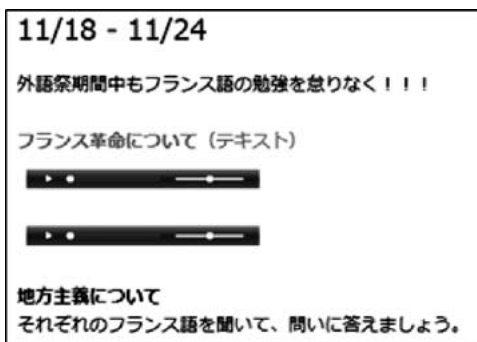 11/18 - 11/24
外語祭期間中もフランス語の勉強を怠りなく！！！
フランス革命について（テキスト）
地方主義について
それぞれのフランス語を聞いて、問いに答えましょう。